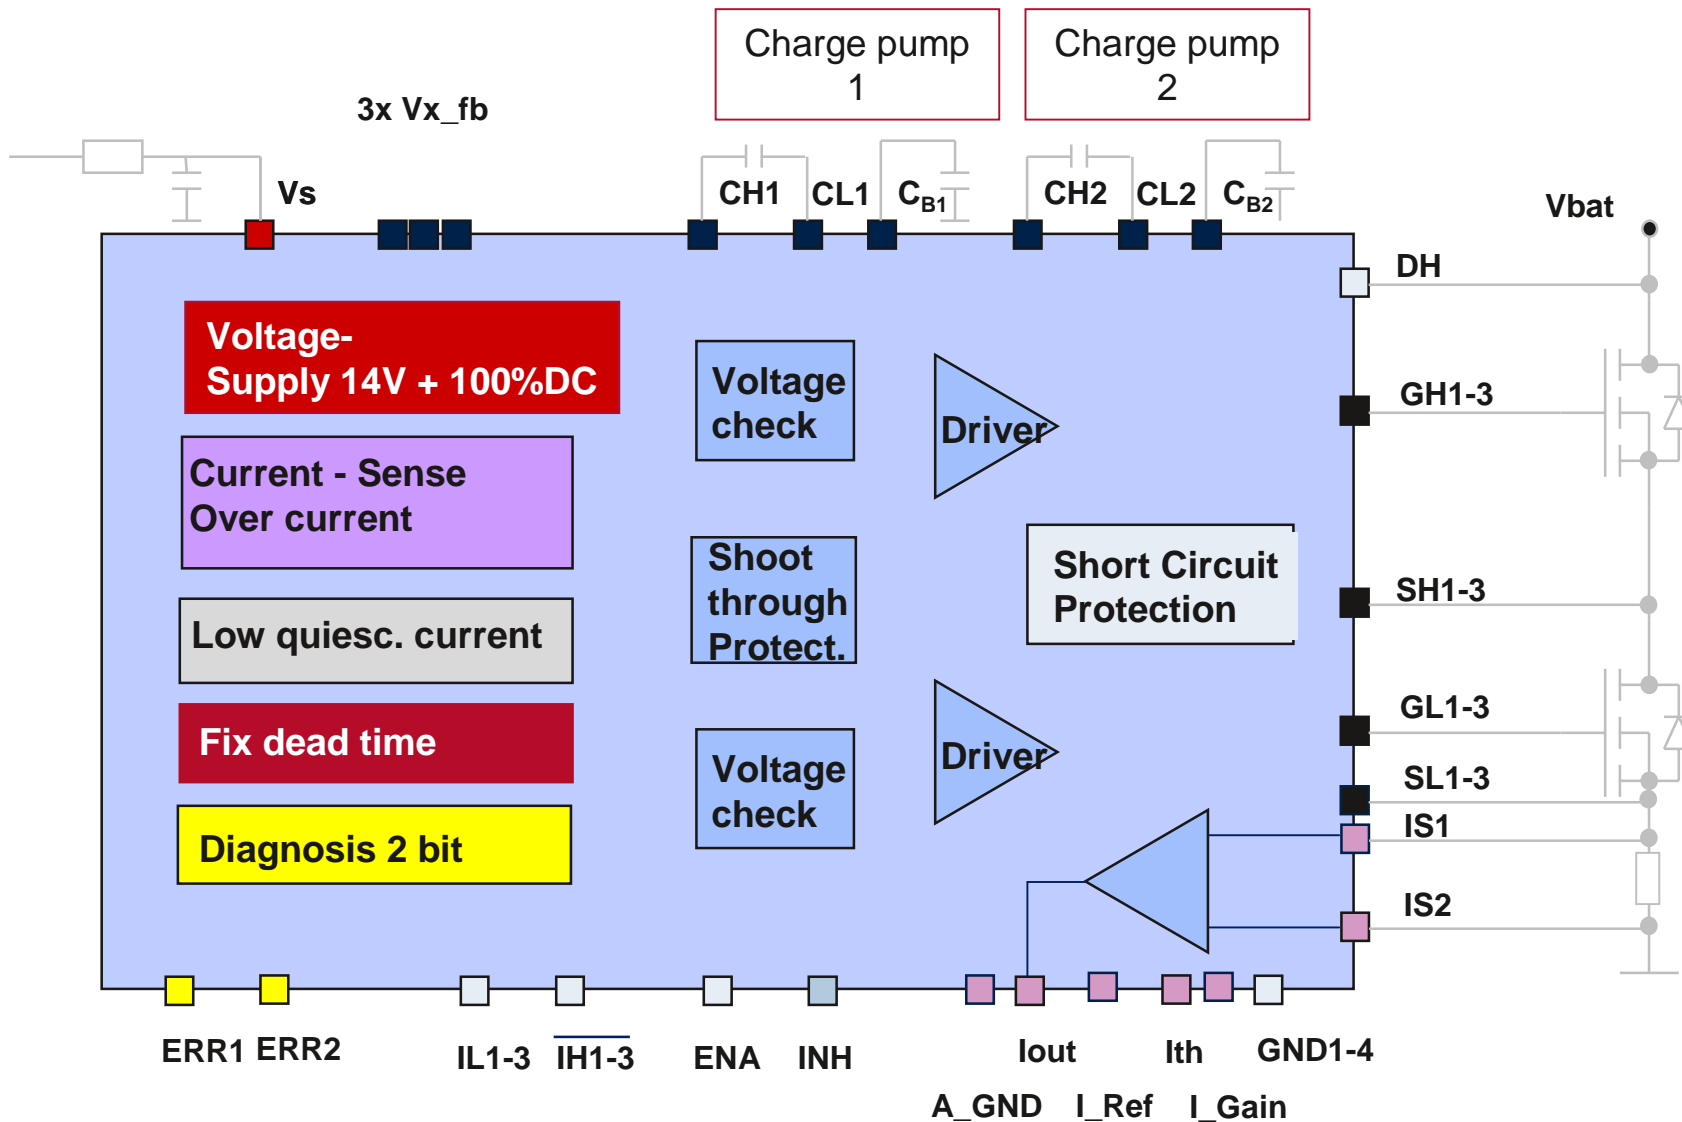 Charge pump
1
Charge pump
2
3x Vx_fb
Vs
CH1
CL1
CB1
CH2
CL2
CB2
Vbat
DH
Voltage-
Supply 14V + 100%DC
Voltage
check
Driver
GH1-3
Current - Sense
Over current
Shoot
through
Protect.
Short Circuit
Protection
SH1-3
Low quiesc. current
Fix dead time
Voltage
check
Driver
GL1-3
SL1-3
IS1
Diagnosis 2 bit
IS2
ERR1
ERR2
IL1-3
IH1-3
ENA
INH
Iout
Ith
GND1-4
A_GND
I_Ref
I_Gain